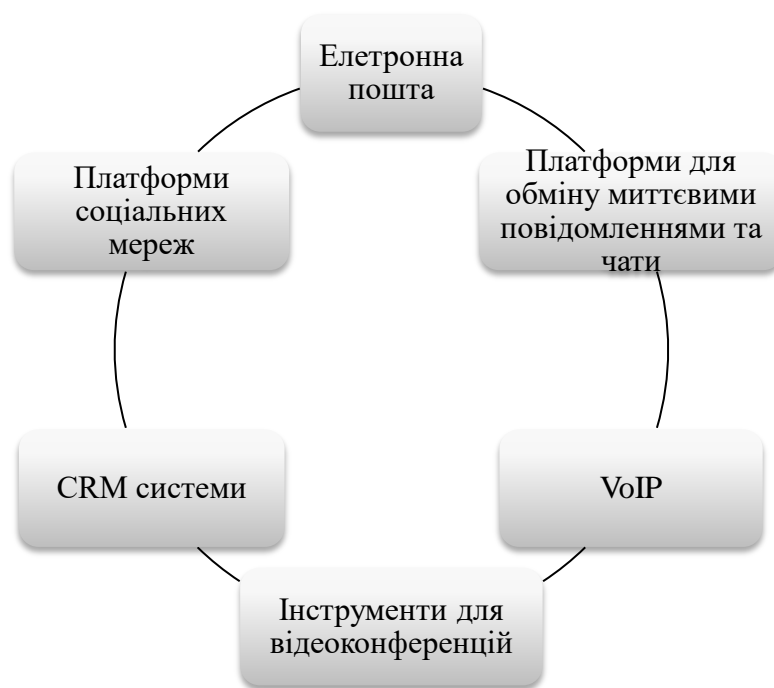 Елетронна
пошта
Платформи для
обміну миттєвими
повідомленнями та
чати
VoIP
Інструменти для
відеоконференцій
CRM системи
Платформи
соціальних
мереж